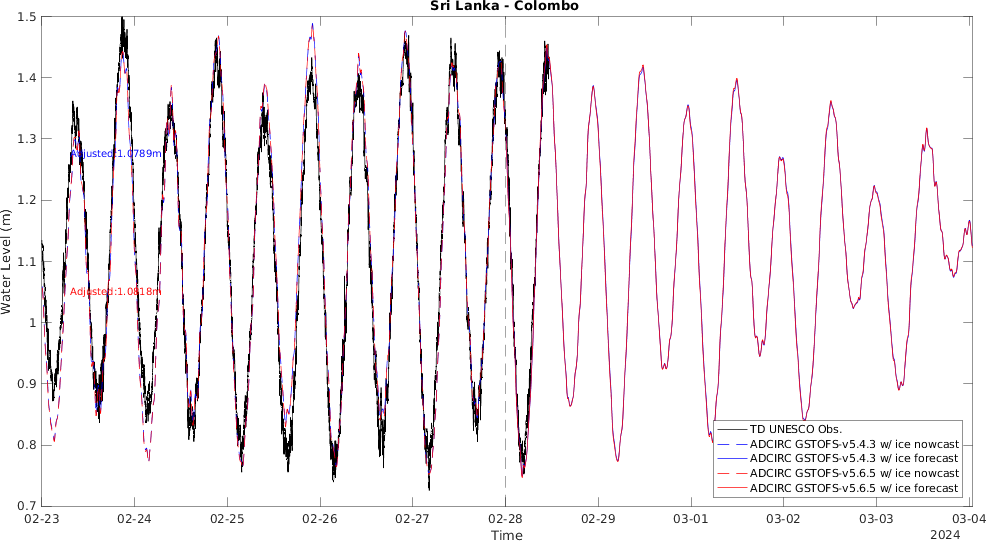 Sri Lanka - Colombo
1.5
1.4
1.3
1.2
1.1
1
0.9
0.8
0.7
Water Level (m)
Adjusted:1.0789m
Adjusted:1.0818m
TD UNESCO Obs.
ADCIRC GSTOFS-v5.4.3 w/ ice nowcast
ADCIRC GSTOFS-v5.4.3 w/ ice forecast
ADCIRC GSTOFS-v5.6.5 w/ ice nowcast
ADCIRC GSTOFS-v5.6.5 w/ ice forecast
02-23 02-24 02-25 02-26 02-27 02-28 02-29 03-01 03-02 03-03 03-04
Time
2024